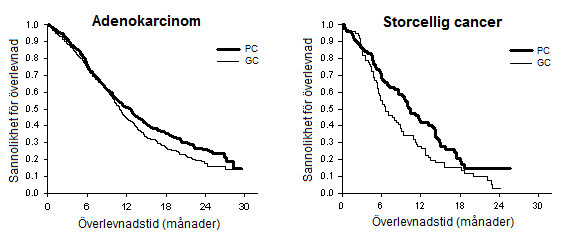 Adenokarcinom
Sannolikhet för överlevnad
1.0
0.9
0.8
0.7
0.6
0.5
0.4
0.3
0.2
0.1
0.0
PC
GC
0 6 12 18 24 30
Överlevnadstid (månader)
Storcellig cancer
Sannolikhet för överlevnad
1.0
0.9
0.8
0.7
0.6
0.5
0.4
0.3
0.2
0.1
0.0
PC
GC
0 6 12 18 24 30
Överlevnadstid (månader)